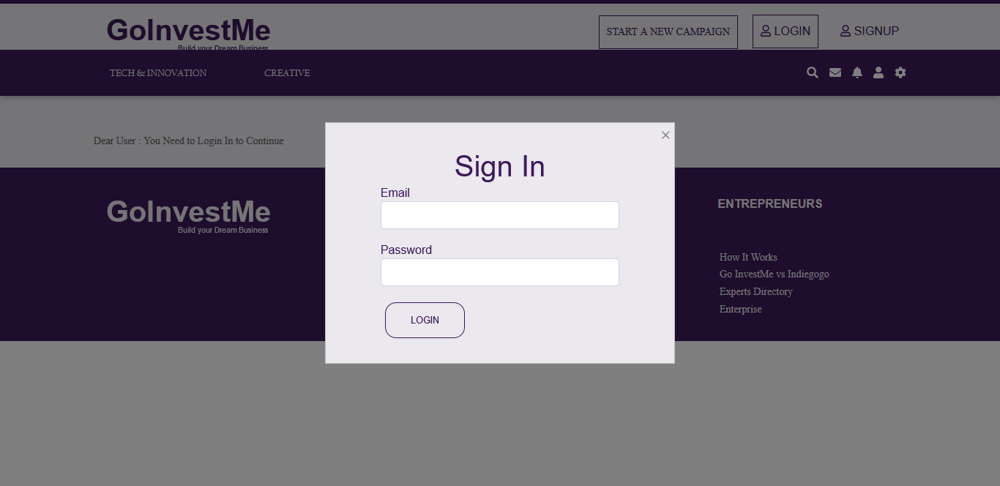 GoInvestMe
Build your Dream Business
START A NEW CAMPAIGN
LOGIN
SIGNUP
TECH & INNOVATION
CREATIVE
Dear User : You Need to Login In to Continue
Sign In
Email
Password
LOGIN
GoInvestMe
Build your Dream Business
ENTREPRENEURS
How It Works
Go InvestMe vs Indiegogo
Experts Directory
Enterprise